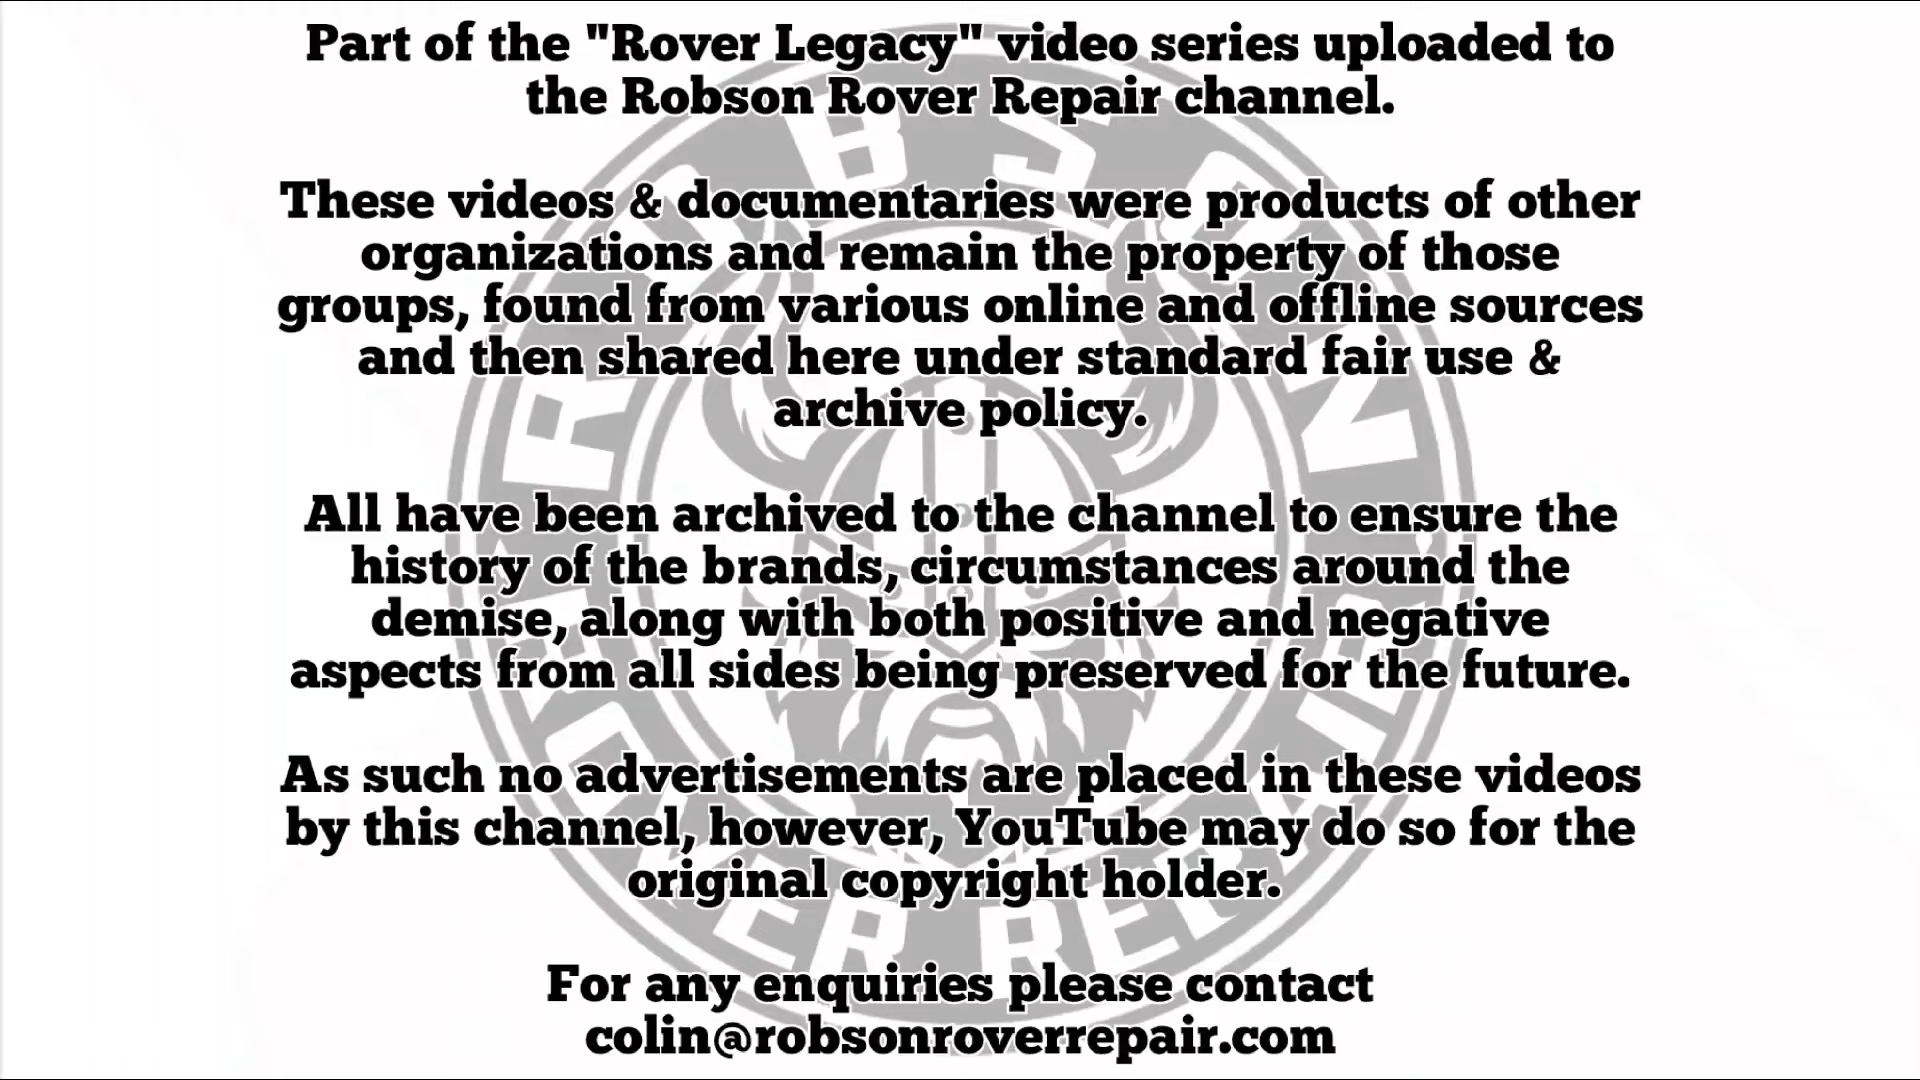 Part of the "Rover Legacy" video series uploaded to
the Robson Rover Repair channel.
These videos & documentaries were products of other
organizations and remain the property of those
groups, found from various online and offline sources
and then shared here under standard fair use &
archive policy.
All have been archived to the channel to ensure the
history of the brands, circumstances around the
demise, along with both positive and negative
aspects from all sides being preserved for the future.
As such no advertisements are placed in these videos
by this channel, however, YouTube may do so for the
original copyright holder.
For any enquiries please contact
colin@robsonroverrepair.com
ROBSON
ROVER REPAIR